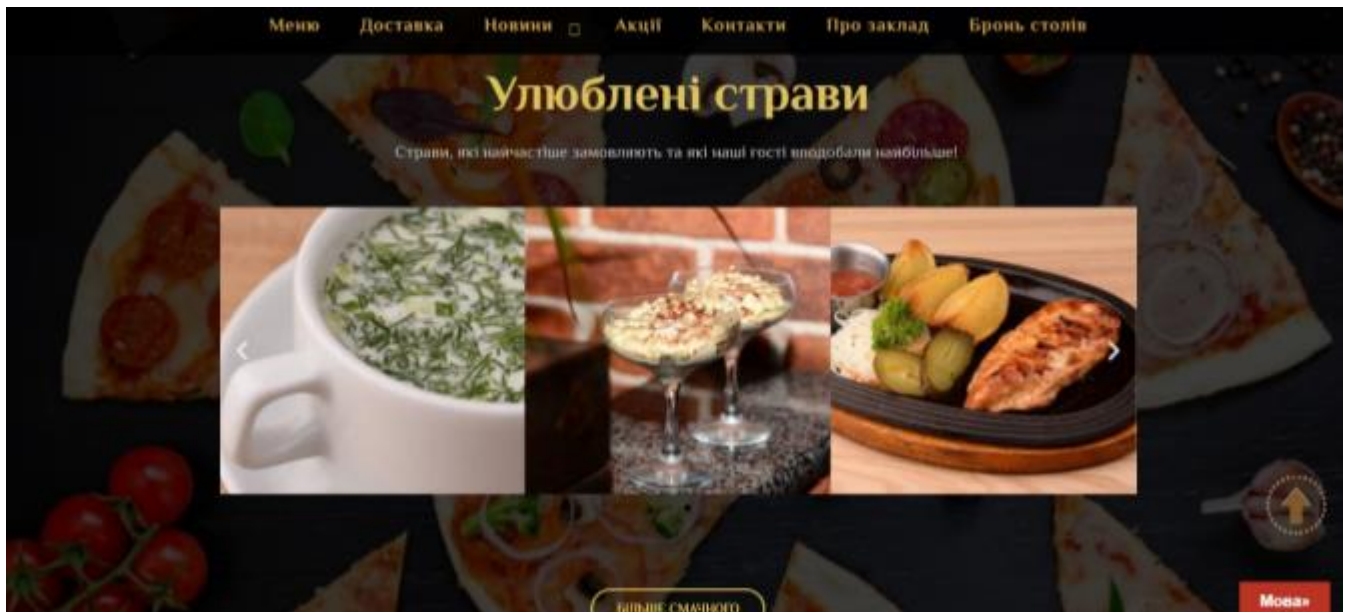 Меню Доставка Новини Акції Контакти Про заклад Бронь столів
Улюблені страви
Страви, які найчастіше замовляють та які наші гості вподобали найбільше!
БІЛЬШЕ СМАЧНОГО
Мова»